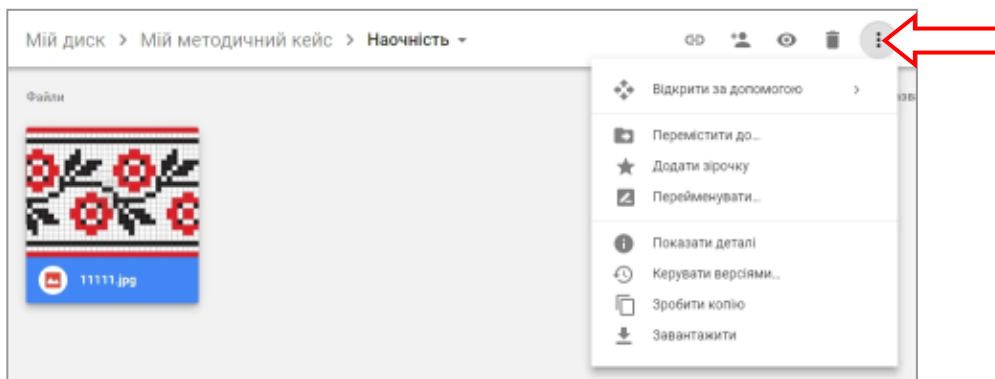 Мій диск > Мій методичний кейс > Наочність
Файли
Відкрити за допомогою >
Перемістити до...
Додати зірочку
Перейменувати...
Показати деталі
Керувати версіями...
Зробити копію
Завантажити
11111.jpg